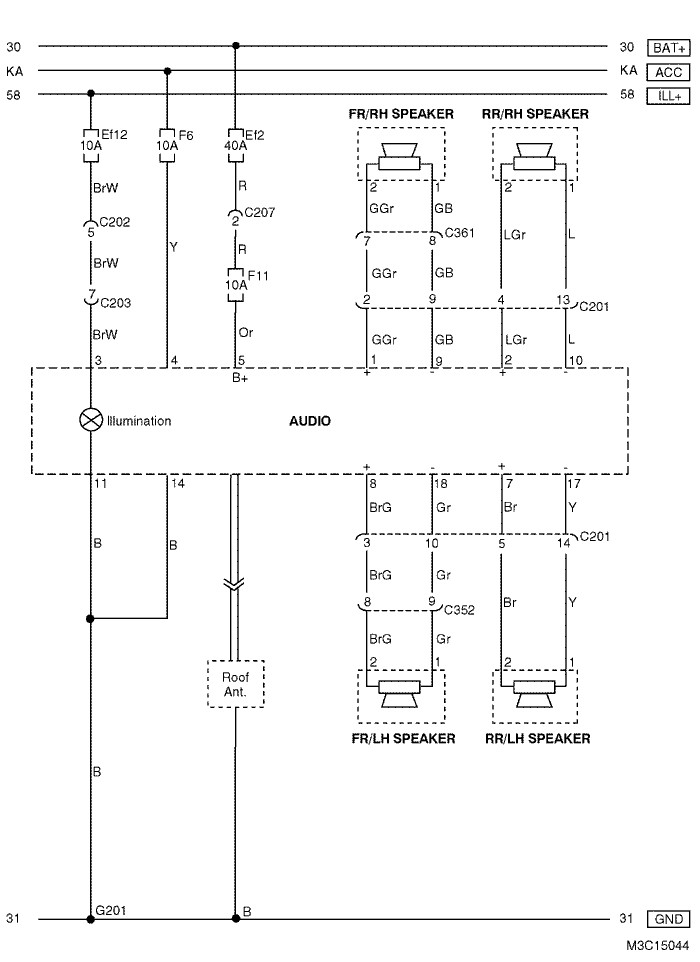 30 30 BAT+
KA KA ACC
58 58 ILL+
FR/RH SPEAKER RR/RH SPEAKER
Ef12 F6 Ef2
10A 10A 40A
2 1 2 1
BrW R GGr GB
C202 C207
5 2
LGr L
7 8 C361
BrW Y R
GGr GB
F11
10A
7 C203
2 9 4 13 C201
BrW Or GGr GB LGr L
3 4 5 1 9 2 10
B+ + - + -
Illumination AUDIO
+ - + -
11 14 8 18 7 17
BrG Gr Br Y
B B 3 10 5 14 C201
BrG Gr
8 9 C352
Br Y
BrG Gr
2 1 2 1
Roof
Ant.
FR/LH SPEAKER RR/LH SPEAKER
B
G201 B
31 31 GND
M3C15044